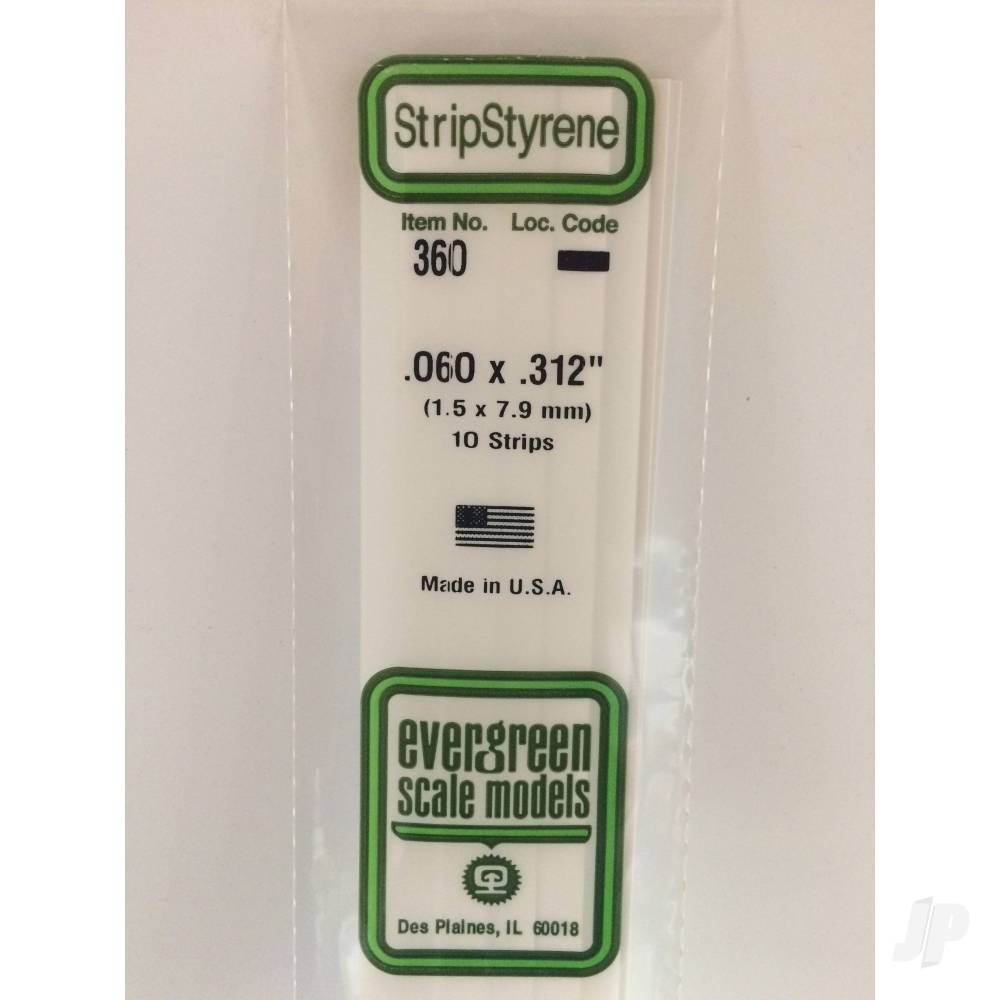 StripStyrene
Item No. Loc. Code
360
.060 x .312"
(1.5 x 7.9 mm)
10 Strips
Made in U.S.A.
evergreen
scale models
Des Plaines, IL 60018
JP